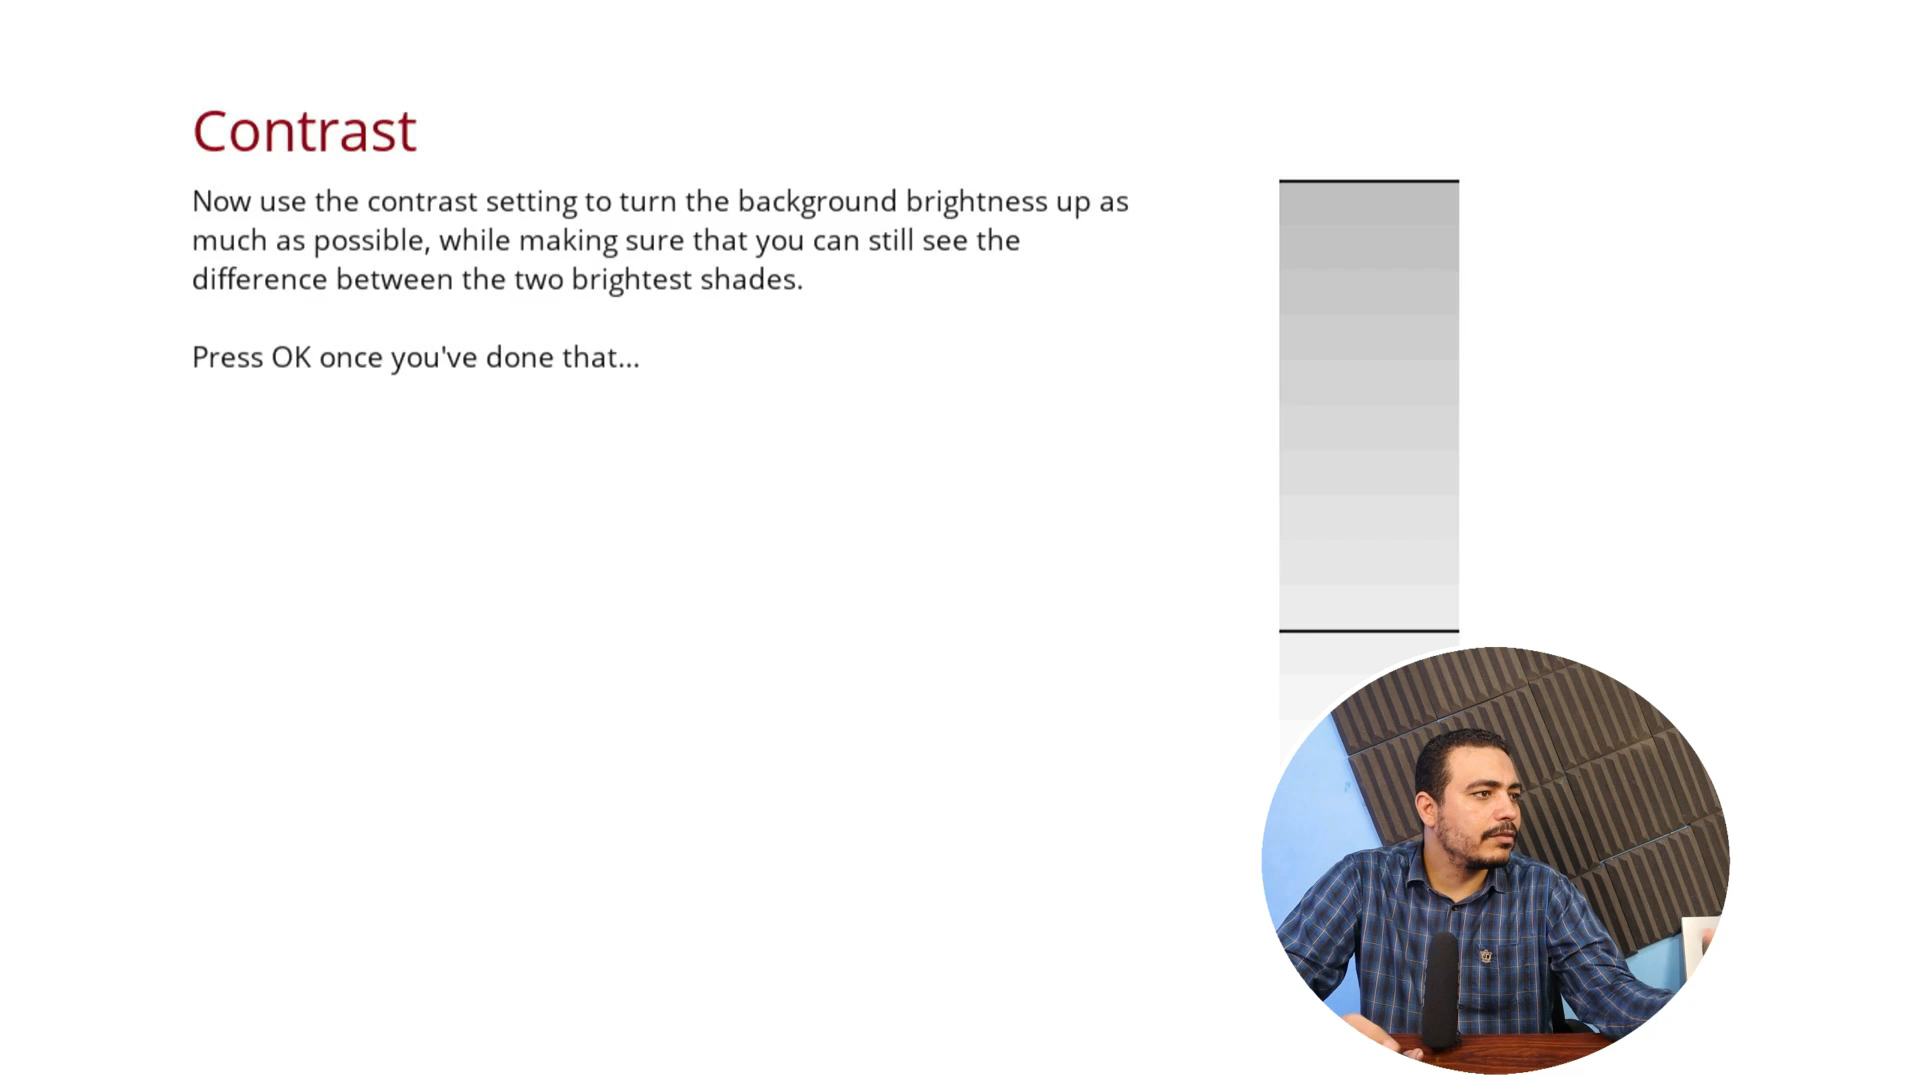 Contrast
Now use the contrast setting to turn the background brightness up as
much as possible, while making sure that you can still see the
difference between the two brightest shades.
Press OK once you've done that...